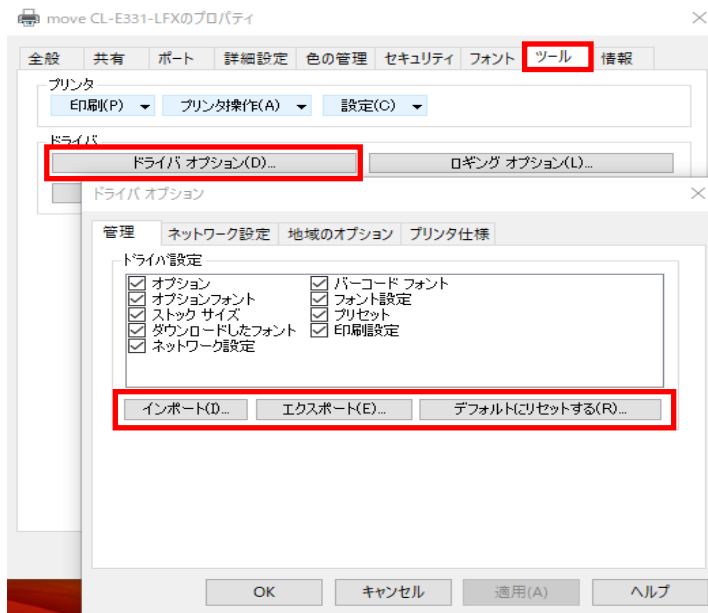 move CL-E331-LFXのプロパティ
全般 共有 ポート 詳細設定 色の管理 セキュリティ フォント ツール 情報
プリンタ
印刷(P) プリンタ操作(A) 設定(C)
ドライバ
ドライバ オプション(D)... ロギング オプション(L)...
ドライバ オプション
管理 ネットワーク設定 地域のオプション プリンタ仕様
ドライバ設定
オプション バーコード フォント
オプションフォント フォント設定
ストック サイズ プリセット
ダウンロードしたフォント 印刷設定
ネットワーク設定
インポート(I)... エクスポート(E)... デフォルトにリセットする(R)...
OK キャンセル 適用(A) ヘルプ